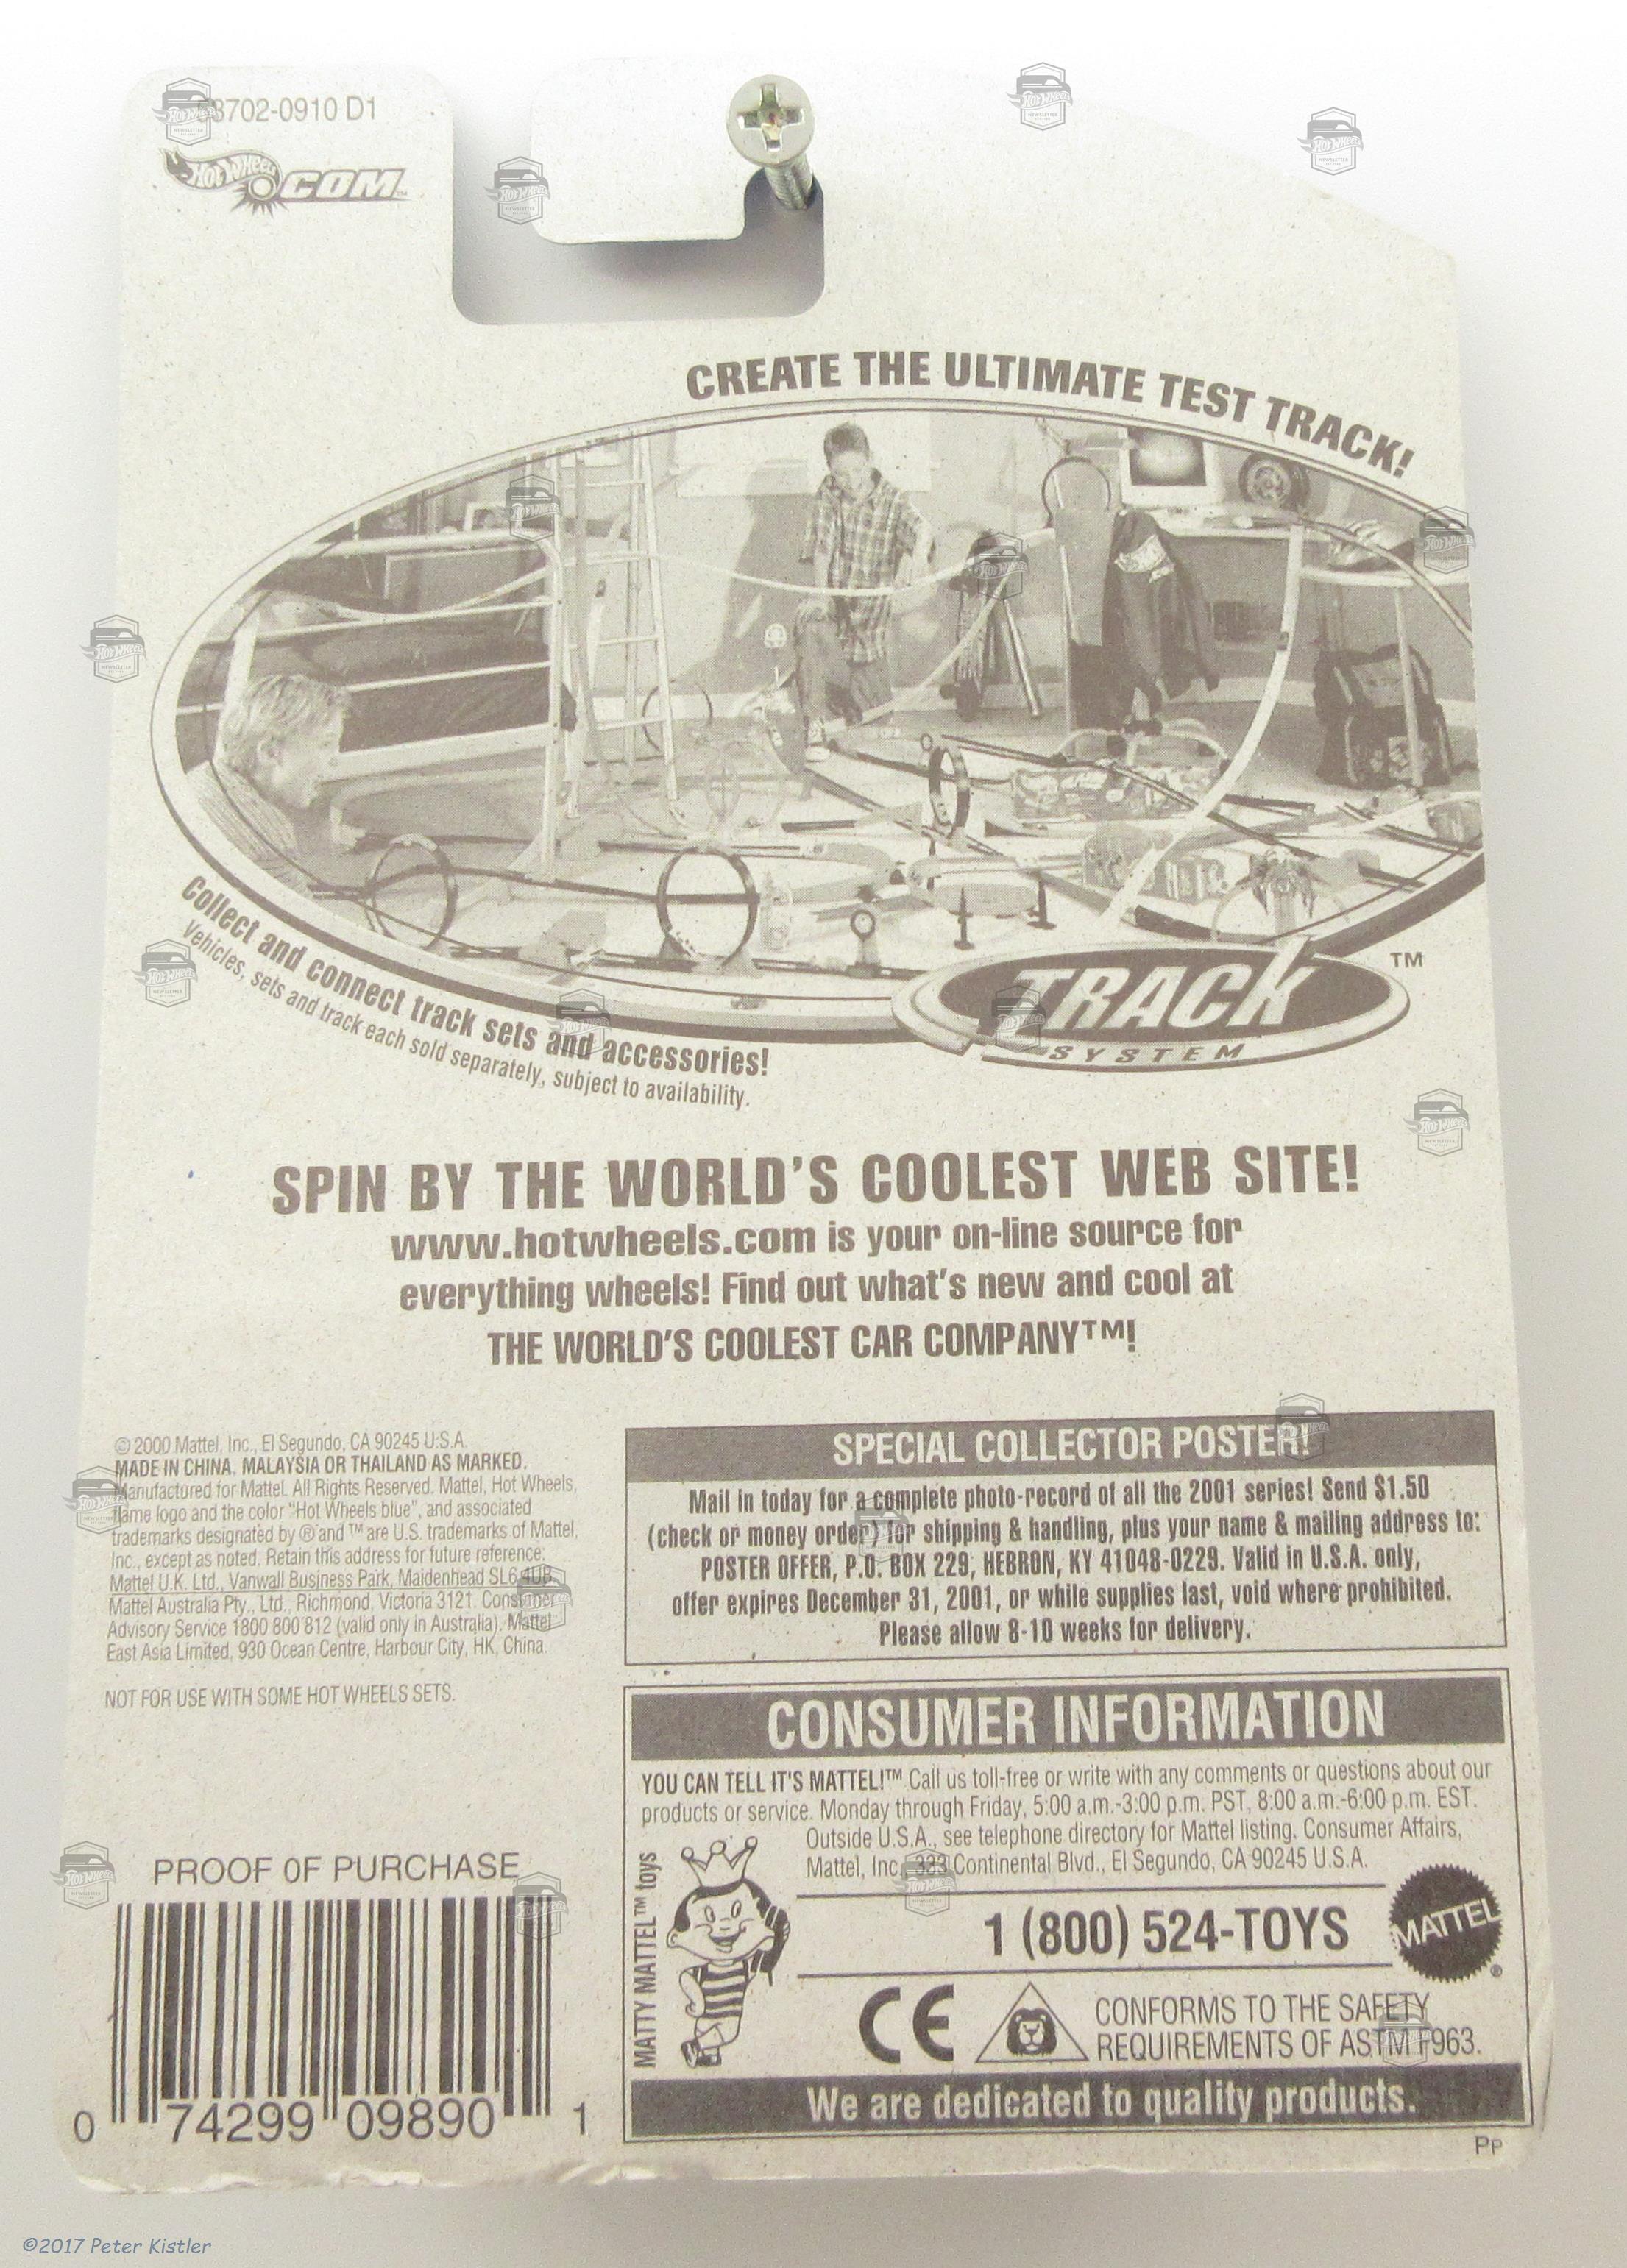 53702-0910 D1
HOT WHEELS .COM™
CREATE THE ULTIMATE TEST TRACK!
TRACK ™
SYSTEM
Collect and connect track sets and accessories!
Vehicles, sets and track each sold separately, subject to availability.
SPIN BY THE WORLD'S COOLEST WEB SITE!
www.hotwheels.com is your on-line source for
everything wheels! Find out what's new and cool at
THE WORLD'S COOLEST CAR COMPANY™!
© 2000 Mattel, Inc., El Segundo, CA 90245 U.S.A.
MADE IN CHINA, MALAYSIA OR THAILAND AS MARKED.
Manufactured for Mattel. All Rights Reserved. Mattel, Hot Wheels,
flame logo and the color "Hot Wheels blue", and associated
trademarks designated by ® and ™ are U.S. trademarks of Mattel,
Inc., except as noted. Retain this address for future reference:
Mattel U.K. Ltd., Vanwall Business Park, Maidenhead SL6 4UB.
Mattel Australia Pty., Ltd., Richmond, Victoria 3121. Consumer
Advisory Service 1800 800 812 (valid only in Australia). Mattel
East Asia Limited, 930 Ocean Centre, Harbour City, HK, China.
NOT FOR USE WITH SOME HOT WHEELS SETS.
PROOF OF PURCHASE
0 74299 09890 1
SPECIAL COLLECTOR POSTER!
Mail in today for a complete photo-record of all the 2001 series! Send $1.50
(check or money order) for shipping & handling, plus your name & mailing address to:
POSTER OFFER, P.O. BOX 229, HEBRON, KY 41048-0229. Valid in U.S.A. only,
offer expires December 31, 2001, or while supplies last, void where prohibited.
Please allow 8-10 weeks for delivery.
CONSUMER INFORMATION
YOU CAN TELL IT'S MATTEL!™ Call us toll-free or write with any comments or questions about our
products or service. Monday through Friday, 5:00 a.m.-3:00 p.m. PST, 8:00 a.m.-6:00 p.m. EST.
Outside U.S.A., see telephone directory for Mattel listing. Consumer Affairs,
Mattel, Inc., 333 Continental Blvd., El Segundo, CA 90245 U.S.A.
MATTY MATTEL™ toys
1 (800) 524-TOYS
MATTEL ®
CE
CONFORMS TO THE SAFETY
REQUIREMENTS OF ASTM F963.
We are dedicated to quality products.
PP
©2017 Peter Kistler